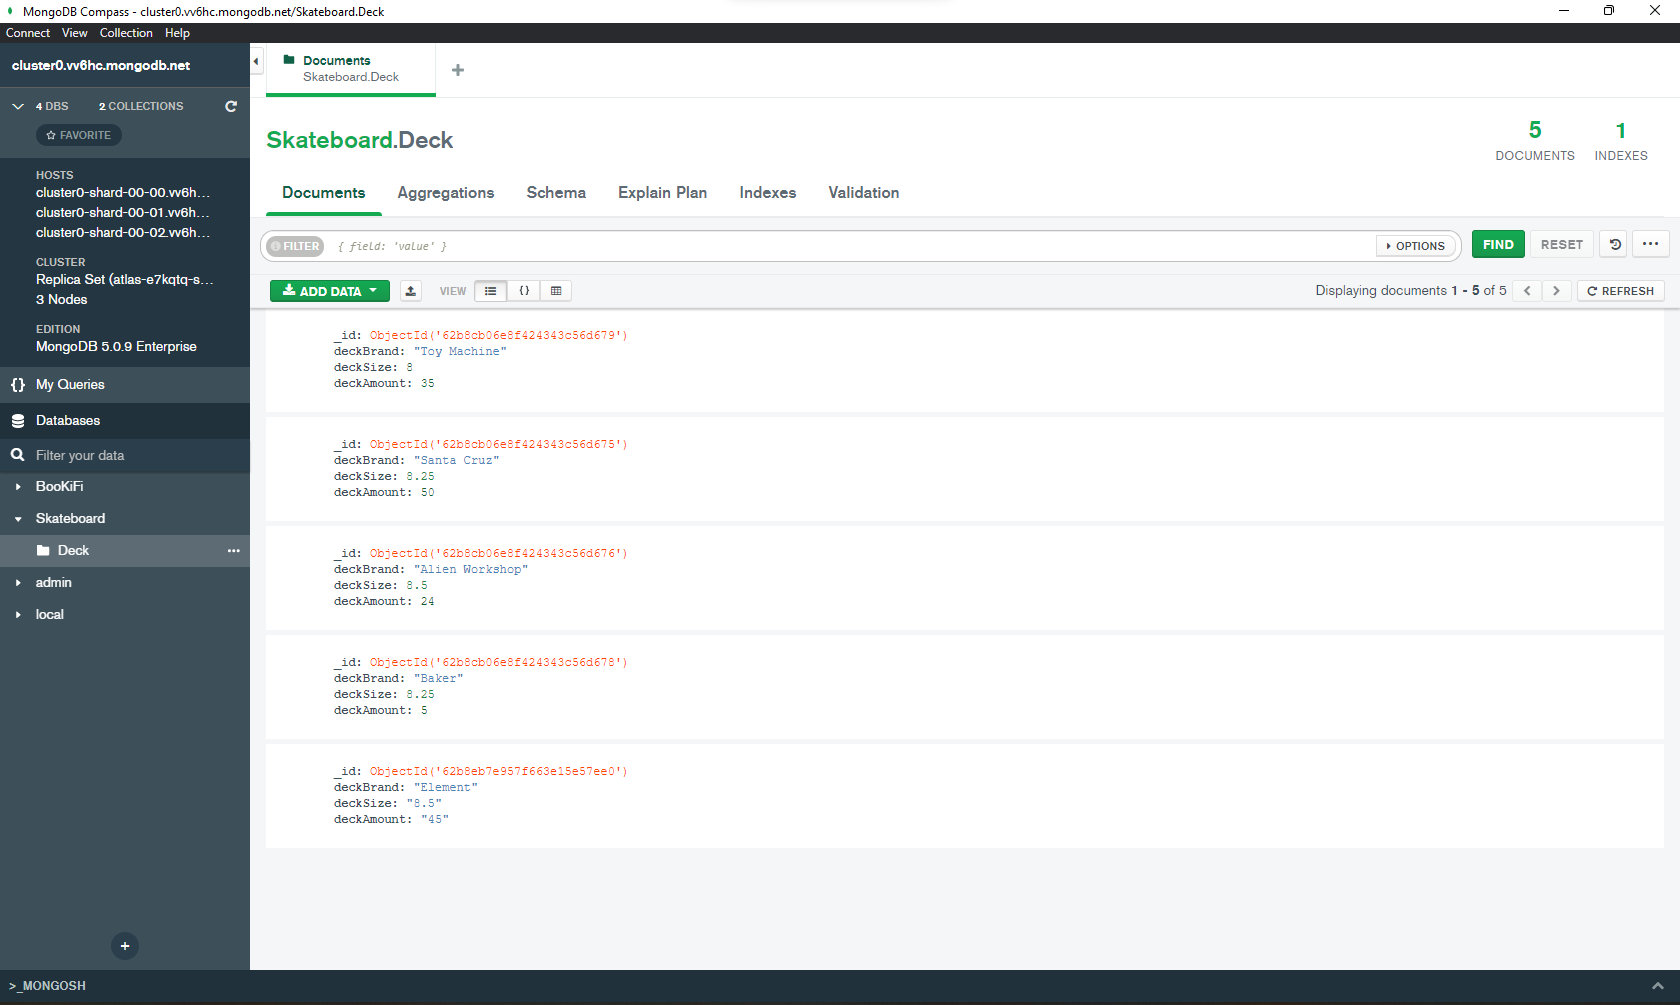 MongoDB Compass - cluster0.vv6hc.mongodb.net/Skateboard.Deck
Connect View Collection Help
cluster0.vv6hc.mongodb.net
4 DBS 2 COLLECTIONS
FAVORITE
HOSTS
cluster0-shard-00-00.vv6h...
cluster0-shard-00-01.vv6h...
cluster0-shard-00-02.vv6h...
CLUSTER
Replica Set (atlas-e7kqtq-s...
3 Nodes
EDITION
MongoDB 5.0.9 Enterprise
{} My Queries
Databases
Filter your data
BooKiFi
Skateboard
Deck
admin
local
Documents
Skateboard.Deck
Skateboard.Deck
5
DOCUMENTS
1
INDEXES
Documents Aggregations Schema Explain Plan Indexes Validation
FILTER { field: 'value' } OPTIONS FIND RESET
ADD DATA VIEW {} Displaying documents 1 - 5 of 5 REFRESH
_id: ObjectId('62b8cb06e8f424343c56d679')
deckBrand: "Toy Machine"
deckSize: 8
deckAmount: 35
_id: ObjectId('62b8cb06e8f424343c56d675')
deckBrand: "Santa Cruz"
deckSize: 8.25
deckAmount: 50
_id: ObjectId('62b8cb06e8f424343c56d676')
deckBrand: "Alien Workshop"
deckSize: 8.5
deckAmount: 24
_id: ObjectId('62b8cb06e8f424343c56d678')
deckBrand: "Baker"
deckSize: 8.25
deckAmount: 5
_id: ObjectId('62b8eb7e957f663e15e57ee0')
deckBrand: "Element"
deckSize: "8.5"
deckAmount: "45"
>_MONGOSH